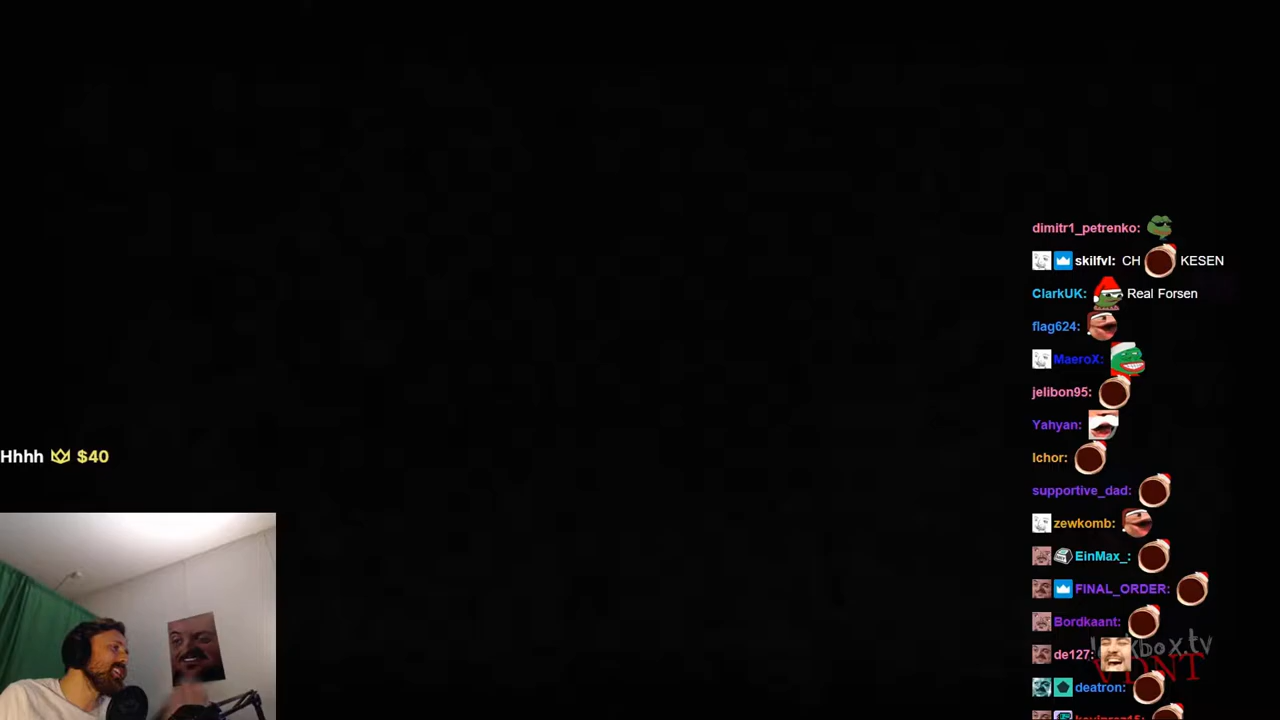 dimitr1_petrenko:
skilfvl: CH KESEN
ClarkUK: Real Forsen
flag624:
MaeroX:
jelibon95:
Yahyan:
Hhhh $40
Ichor:
supportive_dad:
zewkomb:
EinMax_:
FINAL_ORDER:
Bordkaant:
de127:
deatron: